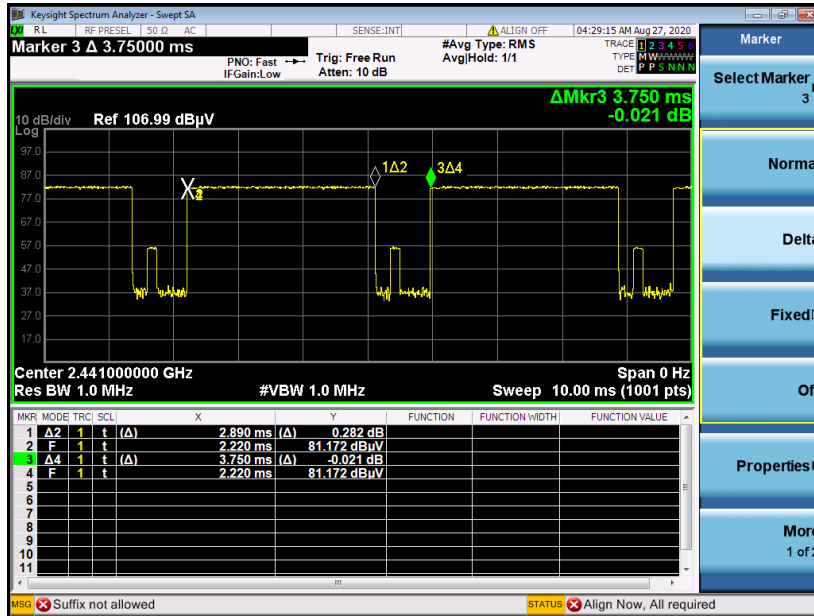 Keysight Spectrum Analyzer - Swept SA
LXI RL RF PRESEL 50 Ω AC SENSE:INT ALIGN OFF 04:29:15 AM Aug 27, 2020
Marker 3 Δ 3.75000 ms
PNO: Fast
IFGain:Low
Trig: Free Run
Atten: 10 dB
#Avg Type: RMS
Avg|Hold: 1/1
TRACE 1 2 3 4 5 6
TYPE M W W W W W
DET P P S N N N
ΔMkr3 3.750 ms
-0.021 dB
10 dB/div Ref 106.99 dBµV
Log
97.0
87.0
77.0
67.0
57.0
47.0
37.0
27.0
17.0
1Δ2
3Δ4
2
Center 2.441000000 GHz Span 0 Hz
Res BW 1.0 MHz #VBW 1.0 MHz Sweep 10.00 ms (1001 pts)
MKR MODE TRC SCL X Y FUNCTION FUNCTION WIDTH FUNCTION VALUE
1 Δ2 1 t (Δ) 2.890 ms (Δ) 0.282 dB
2 F 1 t 2.220 ms 81.172 dBµV
3 Δ4 1 t (Δ) 3.750 ms (Δ) -0.021 dB
4 F 1 t 2.220 ms 81.172 dBµV
5
6
7
8
9
10
11
MSG Suffix not allowed STATUS Align Now, All required
Marker
Select Marker
3
Norma
Delta
Fixed
Of
Properties
More
1 of 2